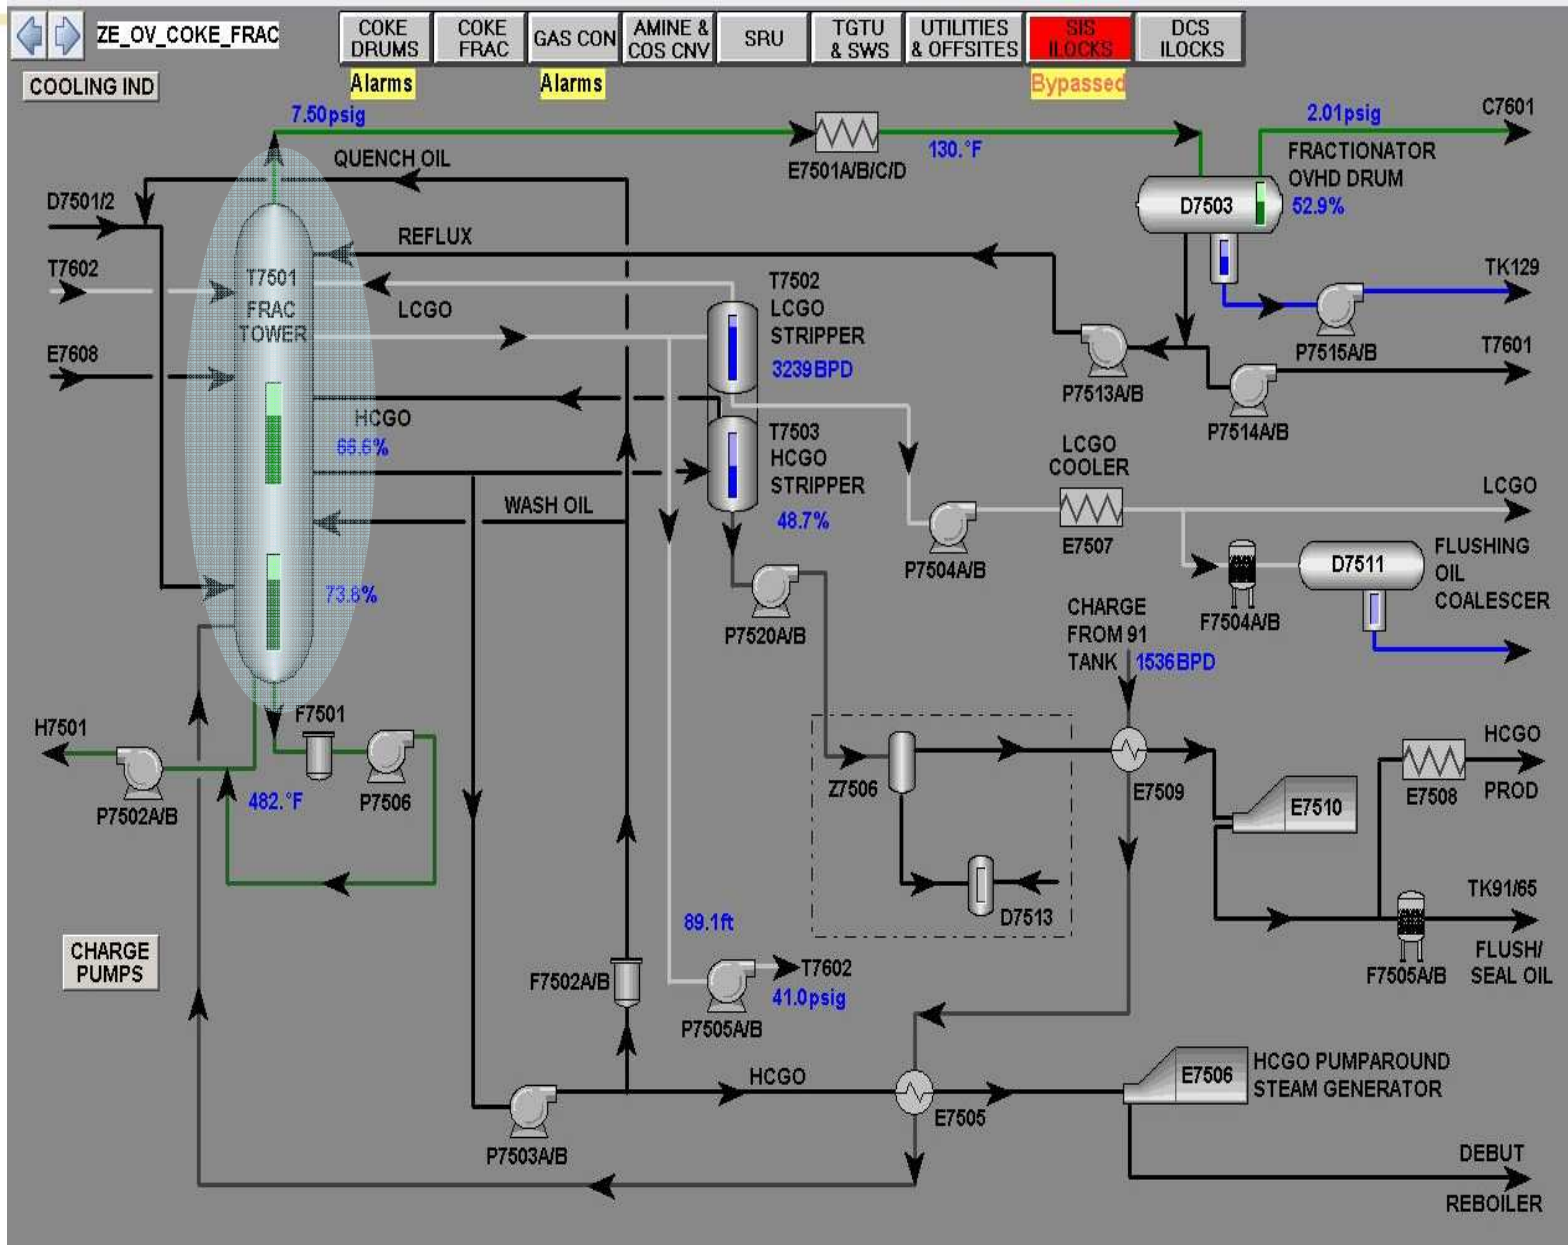 ZE_OV_COKE_FRAC
COKE
DRUMS
COKE
FRAC
GAS CON
AMINE &
COS CNV
SRU
TGTU
& SWS
UTILITIES
& OFFSITES
SIS
ILOCKS
DCS
ILOCKS
Alarms
Alarms
Bypassed
COOLING IND
7.50psig
2.01psig
C7601
QUENCH OIL
E7501A/B/C/D
130.°F
FRACTIONATOR
OVHD DRUM
52.9%
D7503
D7501/2
REFLUX
T7602
T7501
FRAC
TOWER
LCGO
T7502
LCGO
STRIPPER
3239BPD
TK129
P7515A/B
T7601
E7608
P7513A/B
P7514A/B
HCGO
66.6%
T7503
HCGO
STRIPPER
48.7%
LCGO
COOLER
E7507
LCGO
WASH OIL
P7504A/B
F7504A/B
D7511
FLUSHING
OIL
COALESCER
73.8%
P7520A/B
CHARGE
FROM 91
TANK
1536BPD
H7501
F7501
P7502A/B
482.°F
P7506
Z7506
E7509
E7510
E7508
HCGO
PROD
D7513
TK91/65
F7505A/B
FLUSH/
SEAL OIL
CHARGE
PUMPS
89.1ft
F7502A/B
T7602
41.0psig
P7505A/B
HCGO
P7503A/B
E7505
E7506
HCGO PUMPAROUND
STEAM GENERATOR
DEBUT
REBOILER